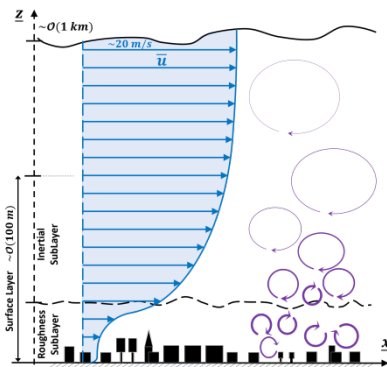 z
~𝒪(1 km)
~20 m/s
u̅
Surface Layer ~𝒪(100 m)
Inertial
SubLayer
Roughness
SubLayer
x